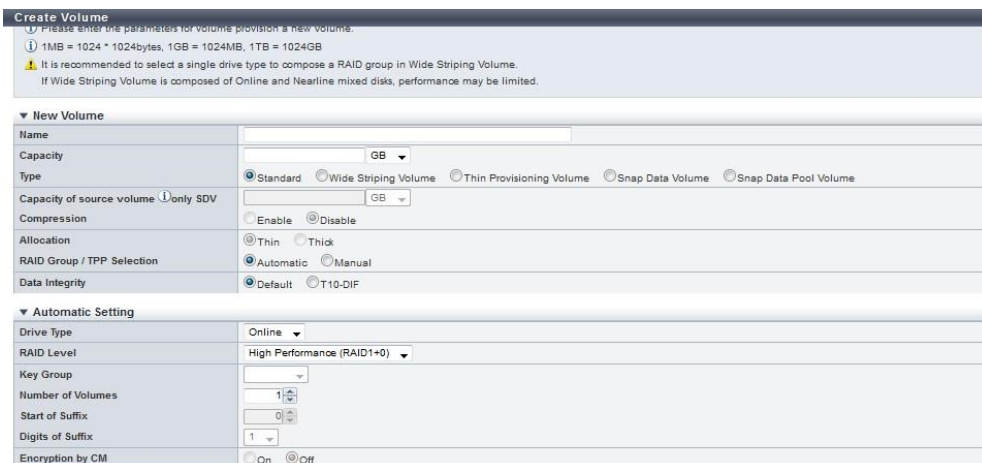 Create Volume
Please enter the parameters for volume provision a new volume.
1MB = 1024 * 1024bytes, 1GB = 1024MB, 1TB = 1024GB
It is recommended to select a single drive type to compose a RAID group in Wide Striping Volume.
If Wide Striping Volume is composed of Online and Nearline mixed disks, performance may be limited.
New Volume
Name
Capacity GB
Type Standard Wide Striping Volume Thin Provisioning Volume Snap Data Volume Snap Data Pool Volume
Capacity of source volume only SDV GB
Compression Enable Disable
Allocation Thin Thick
RAID Group / TPP Selection Automatic Manual
Data Integrity Default T10-DIF
Automatic Setting
Drive Type Online
RAID Level High Performance (RAID1+0)
Key Group
Number of Volumes 1
Start of Suffix 0
Digits of Suffix 1
Encryption by CM On Off